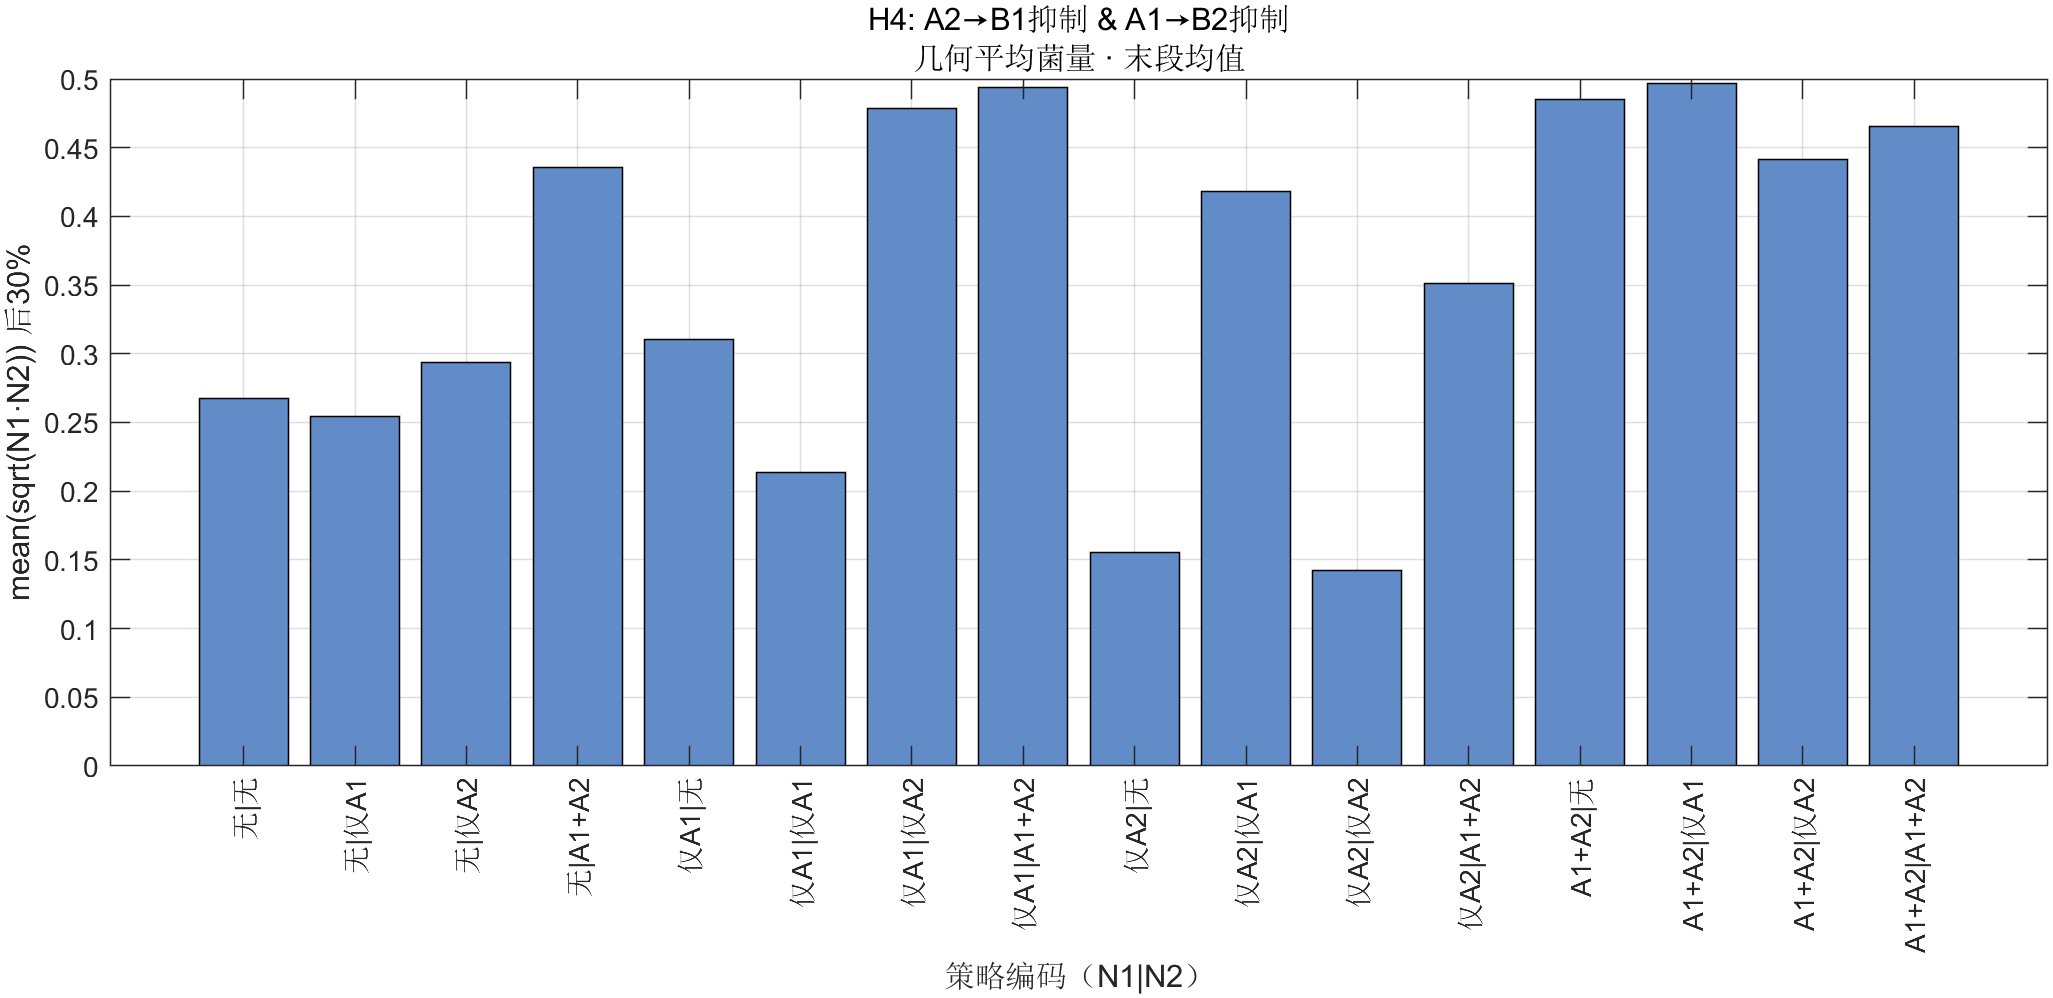 H4: A2→B1抑制 & A1→B2抑制
几何平均菌量 · 末段均值
mean(sqrt(N1·N2)) 后30%
0.5
0.45
0.4
0.35
0.3
0.25
0.2
0.15
0.1
0.05
0
无|无
无|仅A1
无|仅A2
无|A1+A2
仅A1|无
仅A1|仅A1
仅A1|仅A2
仅A1|A1+A2
仅A2|无
仅A2|仅A1
仅A2|仅A2
仅A2|A1+A2
A1+A2|无
A1+A2|仅A1
A1+A2|仅A2
A1+A2|A1+A2
策略编码（N1|N2）